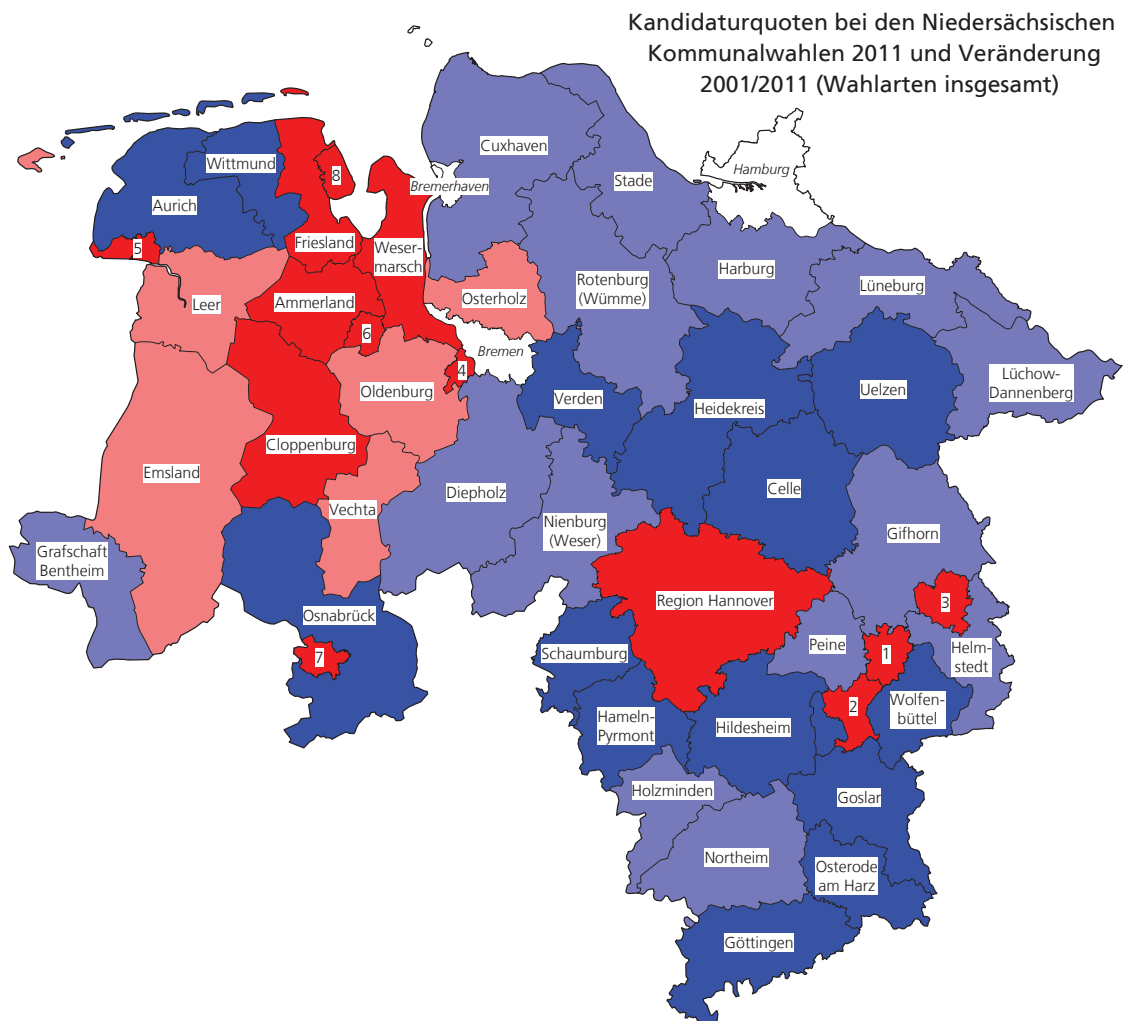 Kandidaturquoten bei den Niedersächsischen
Kommunalwahlen 2011 und Veränderung
2001/2011 (Wahlarten insgesamt)
Cuxhaven
Wittmund
Hamburg
8
Bremerhaven
Stade
Aurich
Friesland
5
Weser-
marsch
Harburg
Rotenburg
(Wümme)
Lüneburg
Leer
Ammerland
Osterholz
6
Bremen
4
Lüchow-
Dannenberg
Oldenburg
Verden
Heidekreis
Uelzen
Cloppenburg
Emsland
Vechta
Diepholz
Celle
Nienburg
(Weser)
Gifhorn
Grafschaft
Bentheim
Region Hannover
3
Osnabrück
7
Schaumburg
Peine
1
Helm-
stedt
2
Wolfen-
büttel
Hameln-
Pyrmont
Hildesheim
Holzminden
Goslar
Northeim
Osterode
am Harz
Göttingen